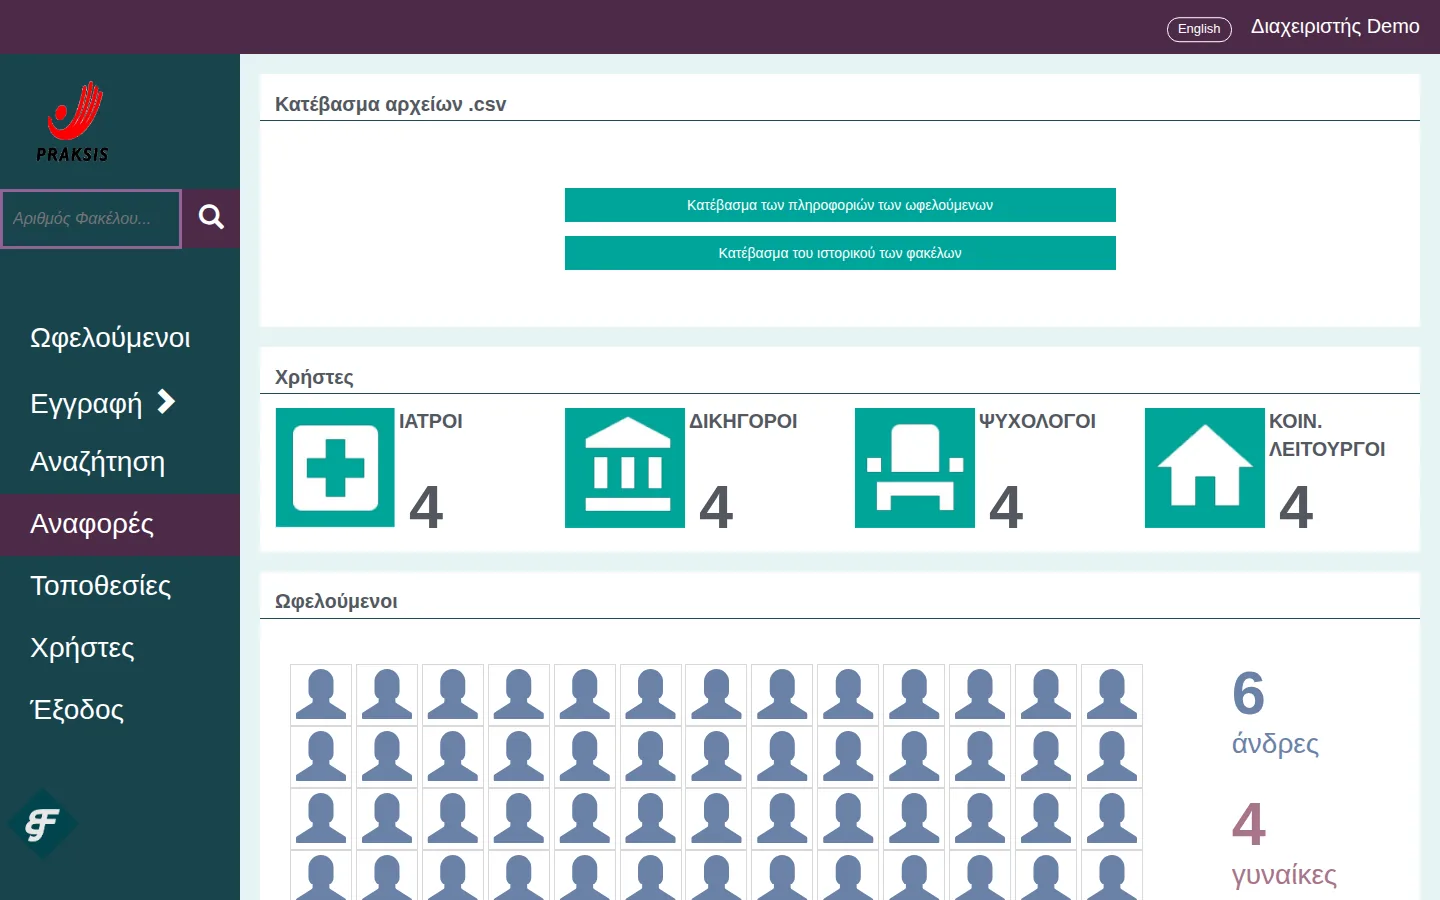 English
Διαχειριστής Demo
PRAKSIS
Αριθμός Φακέλου...
Ωφελούμενοι
Εγγραφή
Αναζήτηση
Αναφορές
Τοποθεσίες
Χρήστες
Έξοδος
Κατέβασμα αρχείων .csv
Κατέβασμα των πληροφοριών των ωφελούμενων
Κατέβασμα του ιστορικού των φακέλων
Χρήστες
ΙΑΤΡΟΙ
4
ΔΙΚΗΓΟΡΟΙ
4
ΨΥΧΟΛΟΓΟΙ
4
ΚΟΙΝ.
ΛΕΙΤΟΥΡΓΟΙ
4
Ωφελούμενοι
6
άνδρες
4
γυναίκες